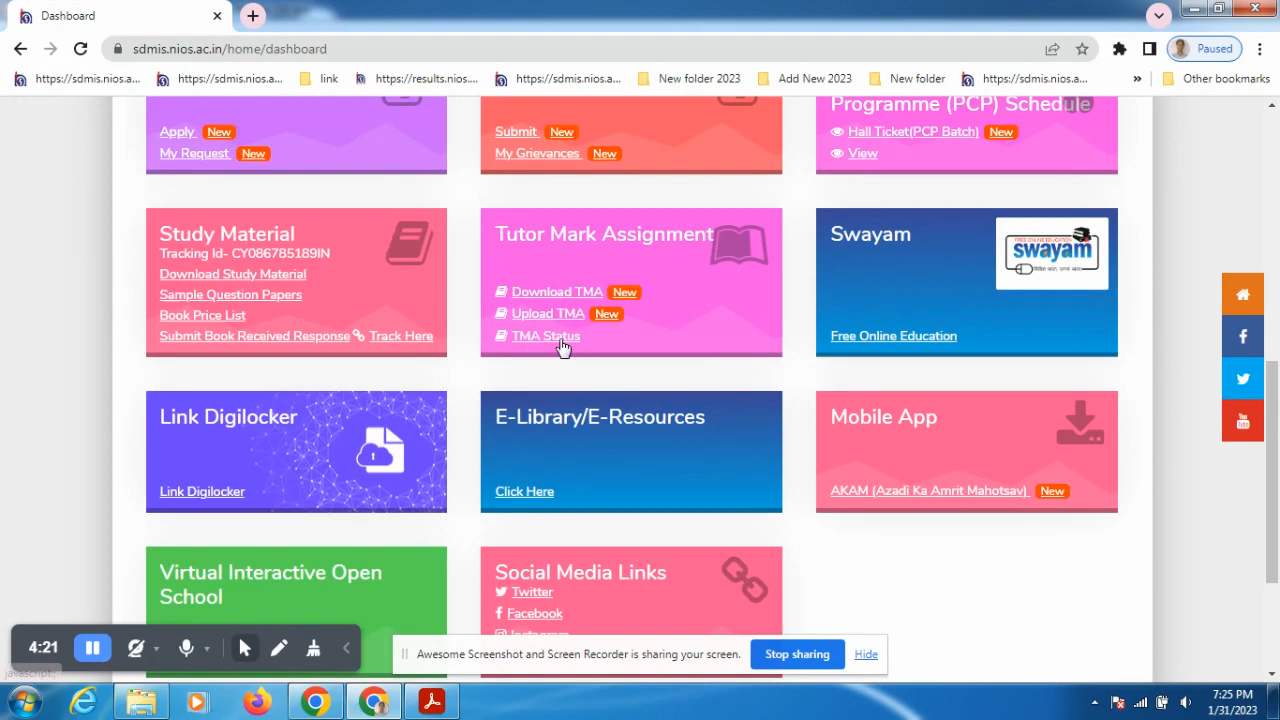 Dashboard
sdmis.nios.ac.in/home/dashboard
Paused
https://sdmis.nios.a...
https://sdmis.nios.a...
link
https://results.nios....
https://sdmis.nios.a...
New folder 2023
Add New 2023
New folder
https://sdmis.nios.a...
»
Other bookmarks
Apply New
My Request New
Submit New
My Grievances New
Programme (PCP) Schedule
Hall Ticket(PCP Batch) New
View
Study Material
Tracking Id- CY086785189IN
Download Study Material
Sample Question Papers
Book Price List
Submit Book Received Response Track Here
Tutor Mark Assignment
Download TMA New
Upload TMA New
TMA Status
Swayam
FREE ONLINE EDUCATION
swayam
Free Online Education
Link Digilocker
Link Digilocker
E-Library/E-Resources
Click Here
Mobile App
AKAM (Azadi Ka Amrit Mahotsav) New
Virtual Interactive Open
School
Social Media Links
Twitter
Facebook
Instagram
4:21
Awesome Screenshot and Screen Recorder is sharing your screen.
Stop sharing
Hide
javascript:
7:25 PM
1/31/2023